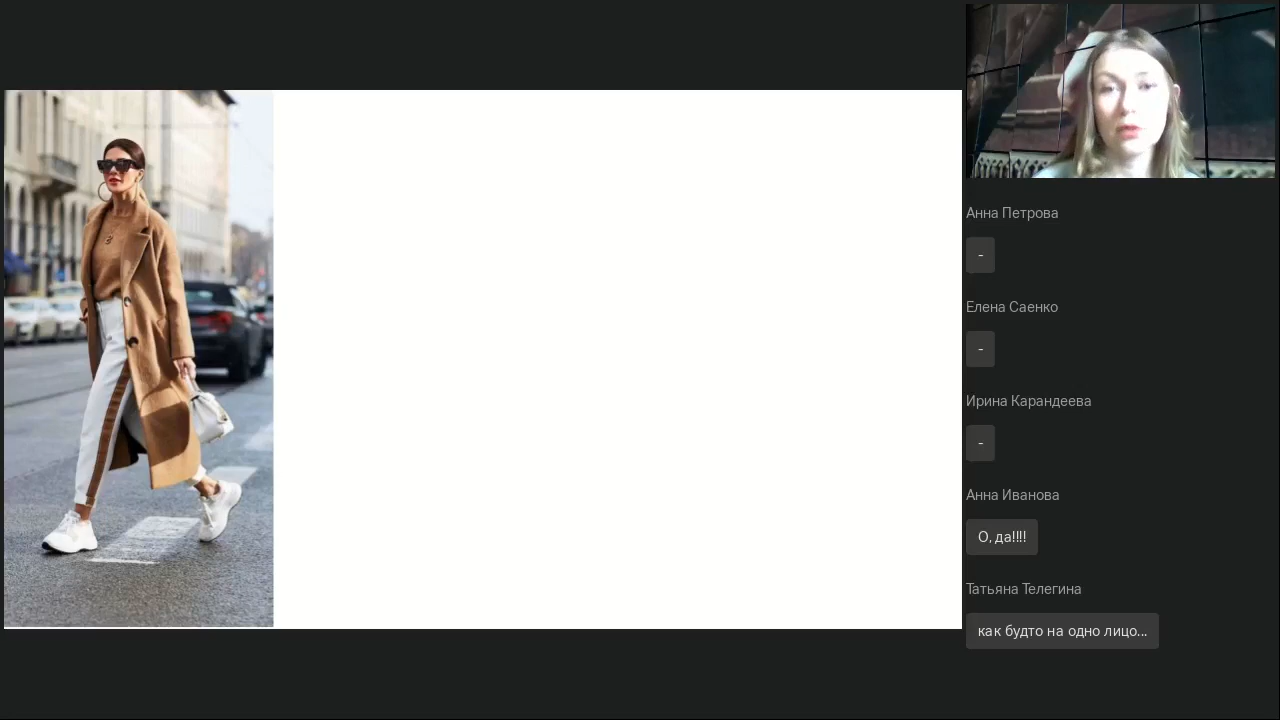 Анна Петрова
-
Елена Саенко
-
Ирина Карандеева
-
Анна Иванова
О, да!!!!
Татьяна Телегина
как будто на одно лицо...